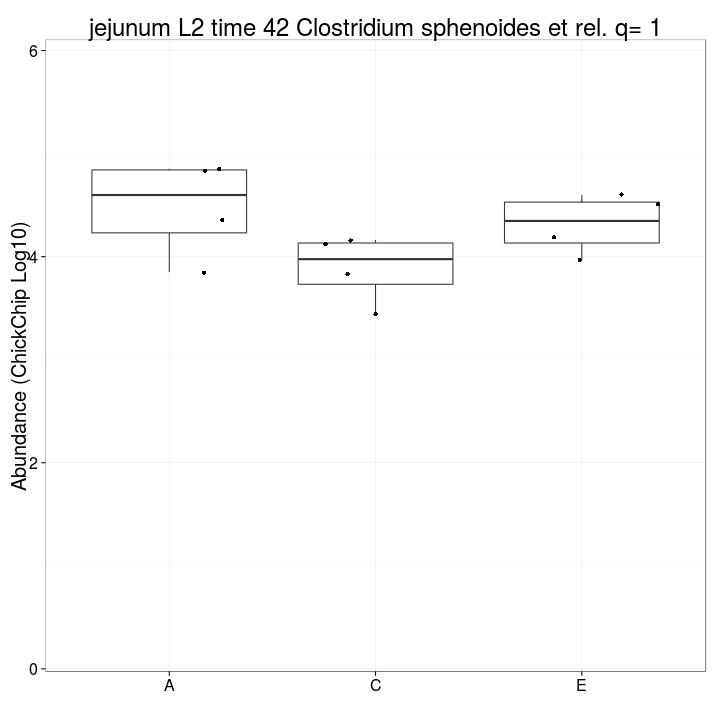 jejunum L2 time 42 Clostridium sphenoides et rel. q= 1
Abundance (ChickChip Log10)
6
4
2
0
A C E